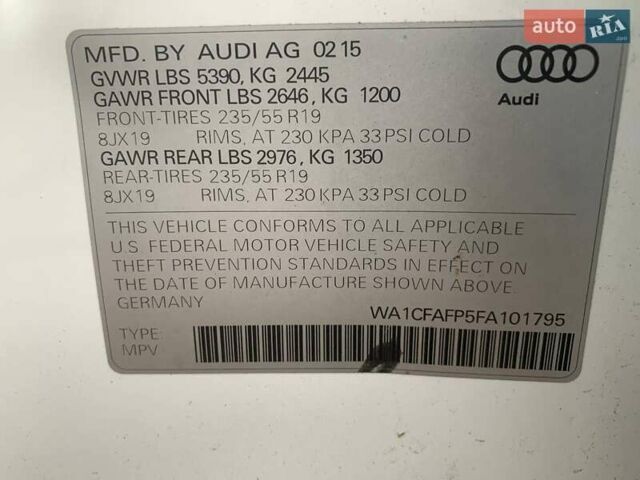 AUTO RIA .com
MFD. BY AUDI AG 02 15
GVWR LBS 5390, KG 2445
GAWR FRONT LBS 2646, KG 1200
FRONT-TIRES 235/55 R19
8JX19 RIMS, AT 230 KPA 33 PSI COLD
GAWR REAR LBS 2976, KG 1350
REAR-TIRES 235/55 R19
8JX19 RIMS, AT 230 KPA 33 PSI COLD
Audi
THIS VEHICLE CONFORMS TO ALL APPLICABLE
U.S. FEDERAL MOTOR VEHICLE SAFETY AND
THEFT PREVENTION STANDARDS IN EFFECT ON
THE DATE OF MANUFACTURE SHOWN ABOVE.
GERMANY WA1CFAFP5FA101795
TYPE:
MPV